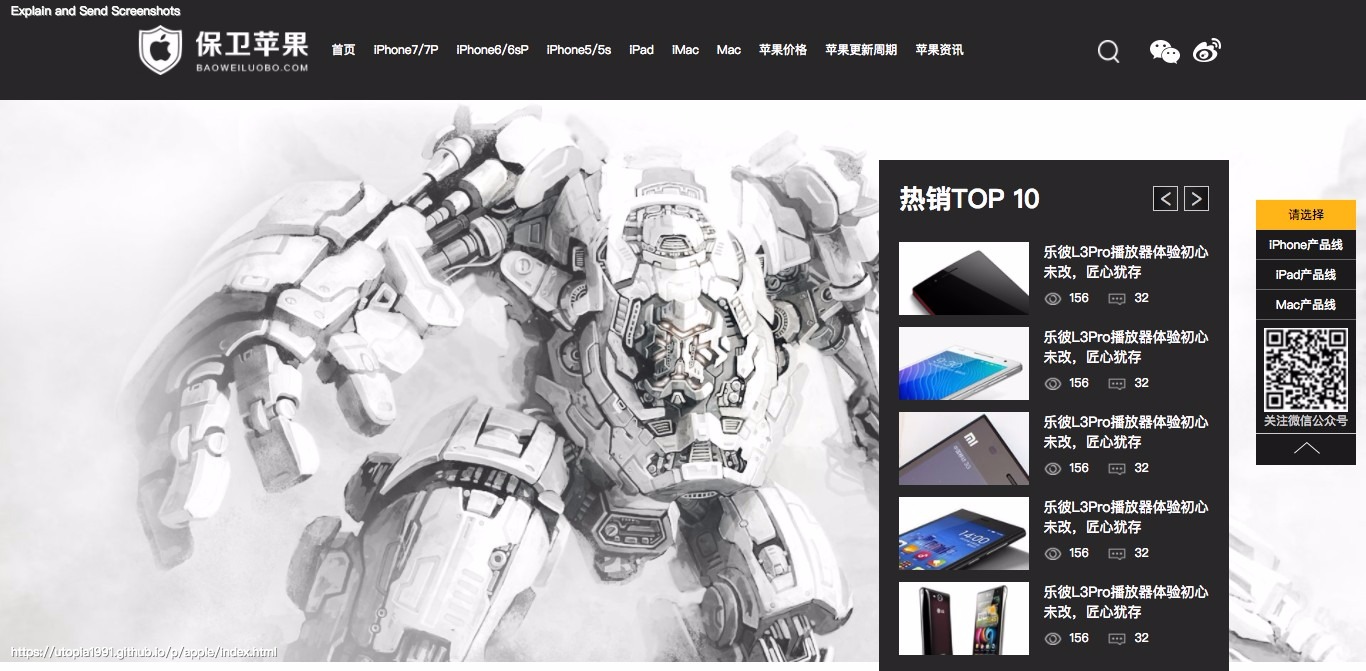 Explain and Send Screenshots
保卫苹果
BAOWEILUOBO.COM
首页 iPhone7/7P iPhone6/6sP iPhone5/5s iPad iMac Mac 苹果价格 苹果更新周期 苹果资讯
热销TOP 10
< >
乐彼L3Pro播放器体验初心
未改，匠心犹存
156 32
乐彼L3Pro播放器体验初心
未改，匠心犹存
156 32
乐彼L3Pro播放器体验初心
未改，匠心犹存
156 32
mi
乐彼L3Pro播放器体验初心
未改，匠心犹存
156 32
14:00
乐彼L3Pro播放器体验初心
未改，匠心犹存
156 32
请选择
iPhone产品线
iPad产品线
Mac产品线
关注微信公众号
https://utopia1991.github.io/p/apple/index.html